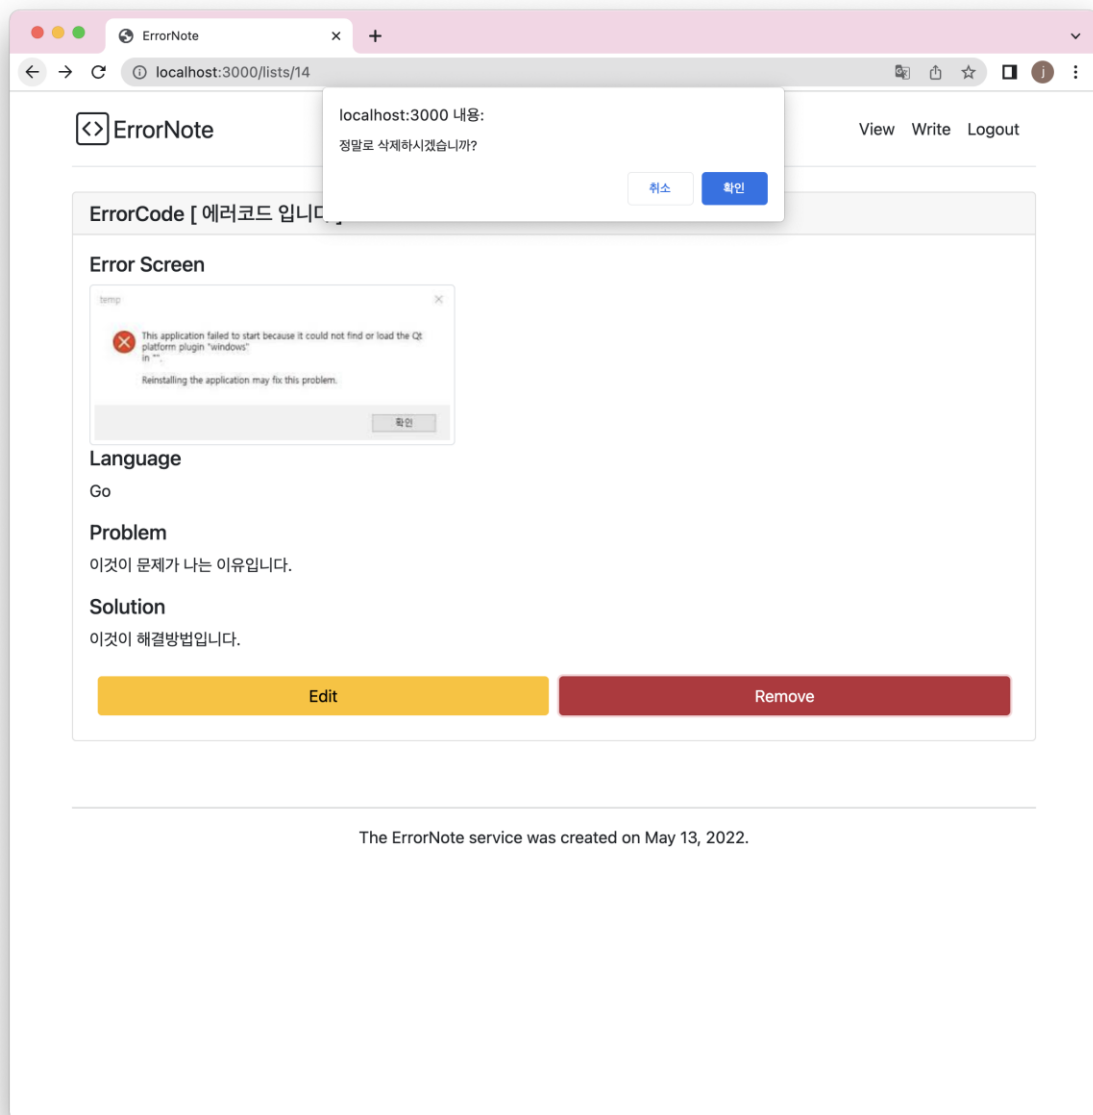 ErrorNote
localhost:3000/lists/14
j
localhost:3000 내용:
정말로 삭제하시겠습니까?
취소 확인
ErrorNote
View Write Logout
ErrorCode [ 에러코드 입니다 ]
Error Screen
temp
This application failed to start because it could not find or load the Qt
platform plugin "windows"
in "".
Reinstalling the application may fix this problem.
확인
Language
Go
Problem
이것이 문제가 나는 이유입니다.
Solution
이것이 해결방법입니다.
Edit Remove
The ErrorNote service was created on May 13, 2022.